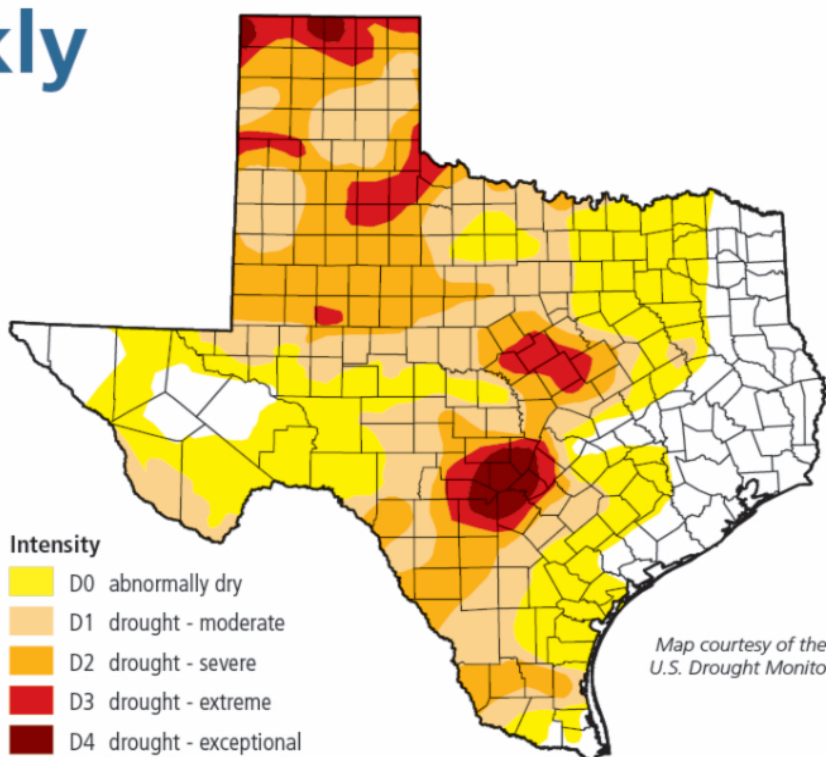 kly
Intensity
D0 abnormally dry
D1 drought - moderate
D2 drought - severe
D3 drought - extreme
D4 drought - exceptional
Map courtesy of the
U.S. Drought Monito